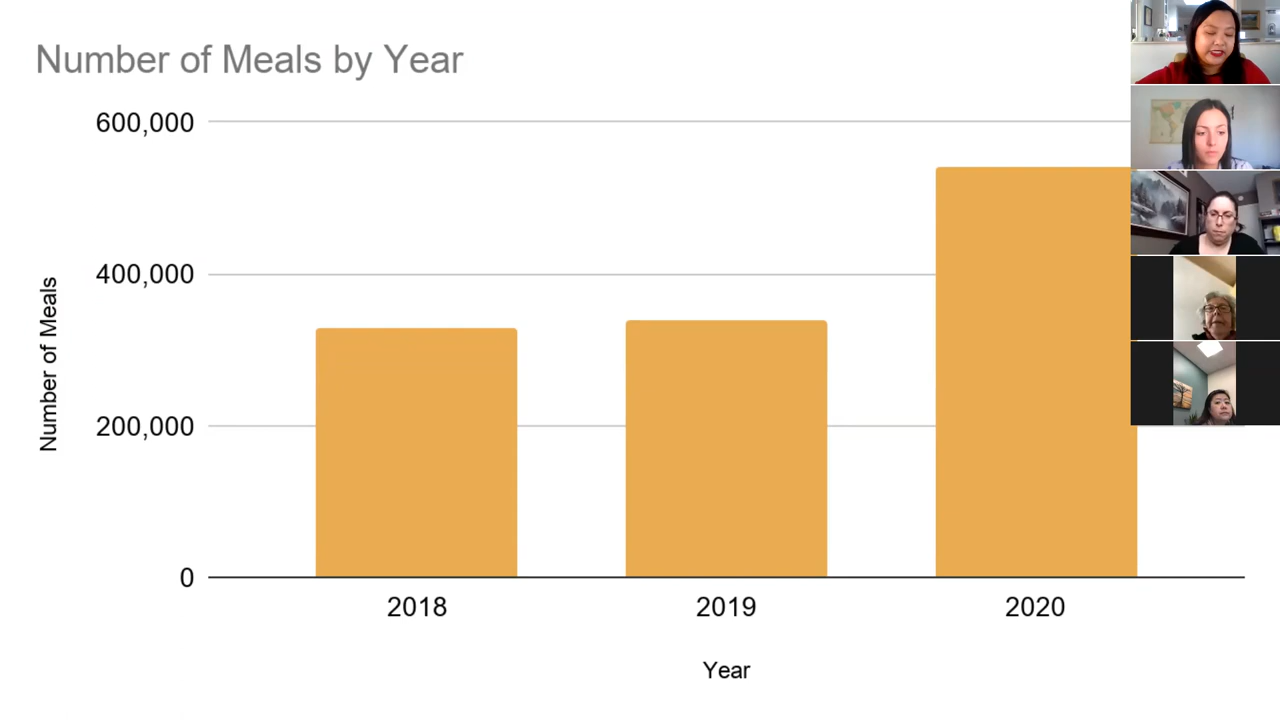 Number of Meals by Year
600,000
400,000
200,000
0
Number of Meals
2018
2019
2020
Year